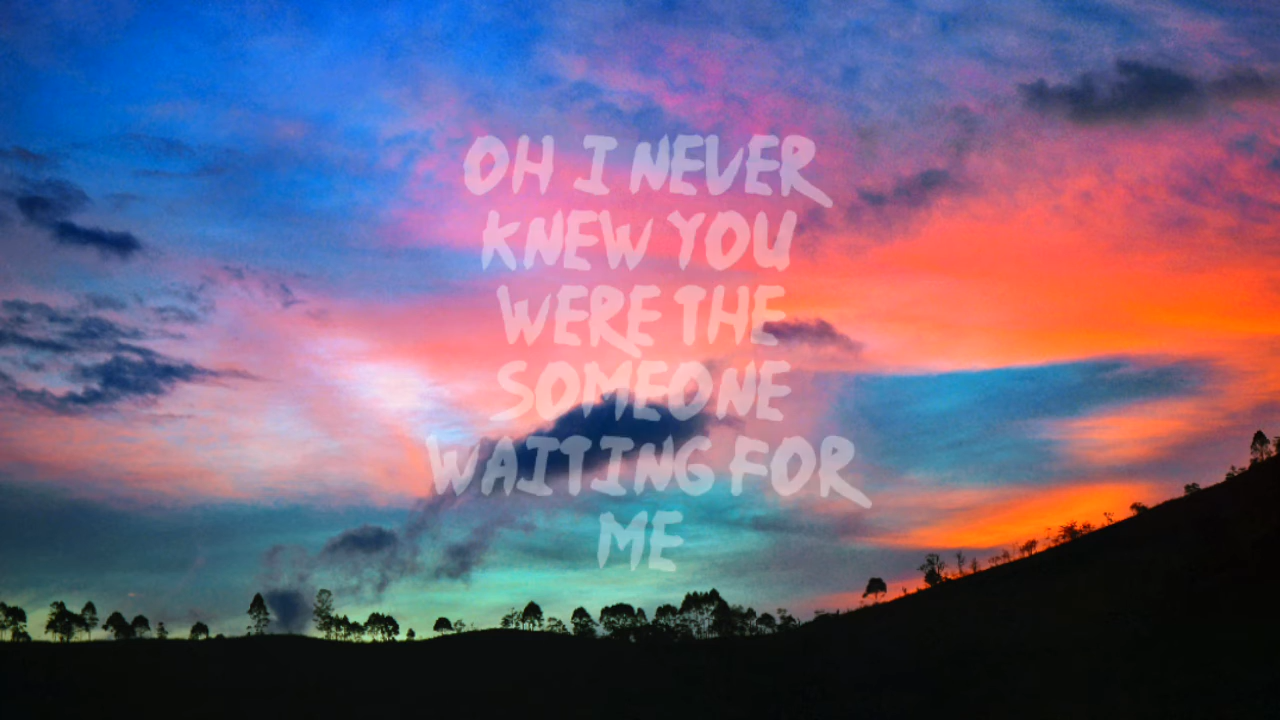 OH I NEVER
KNEW YOU
WERE THE
SOMEONE
WAITING FOR
ME